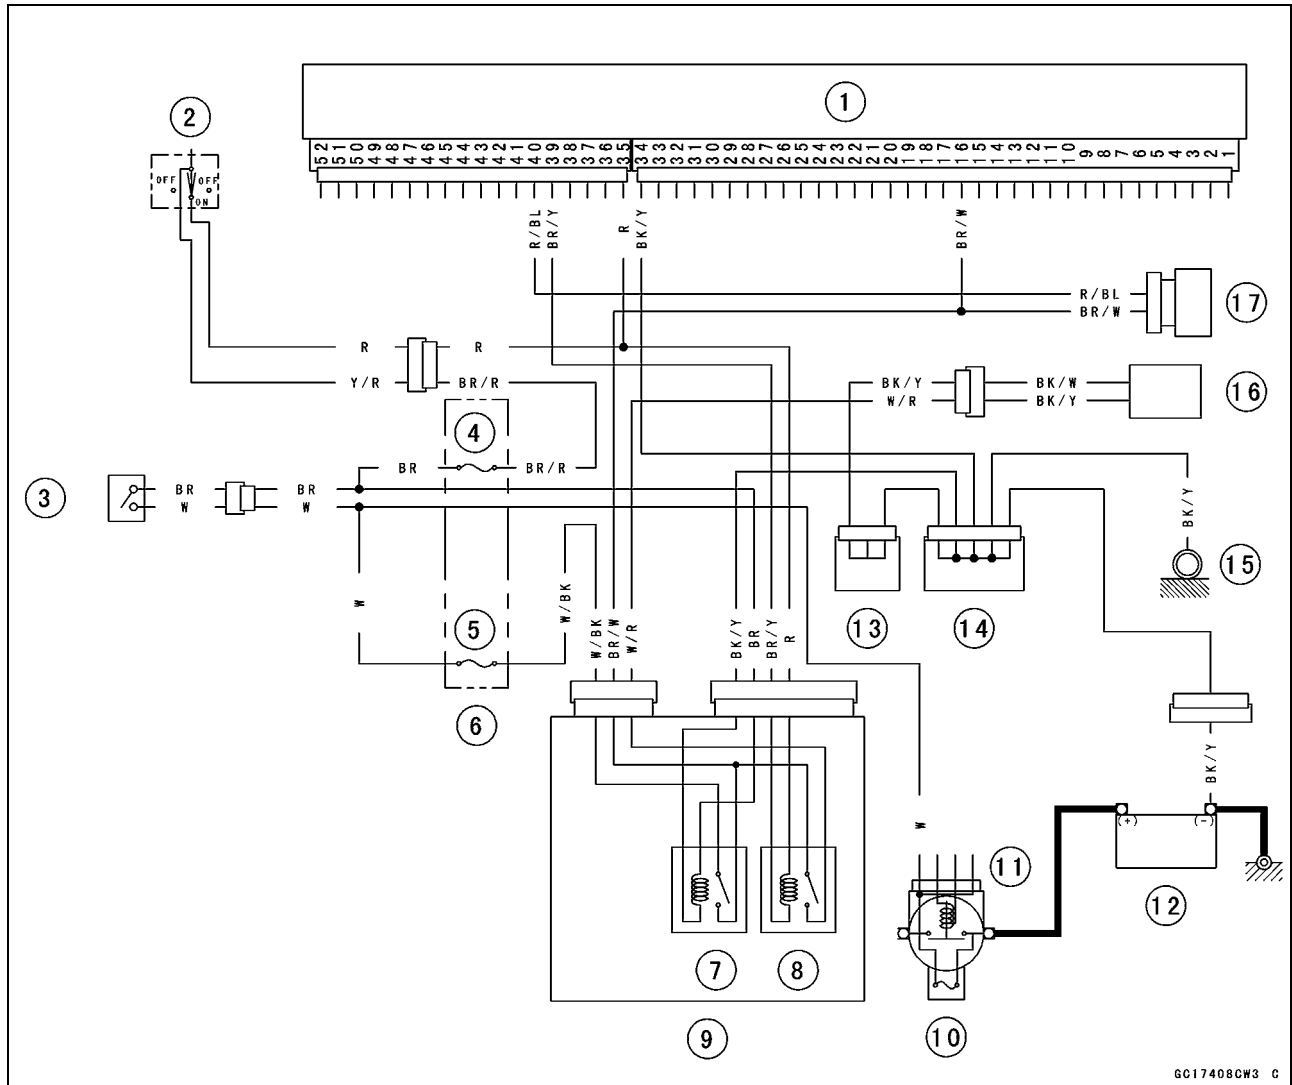 1
2
OFF OFF
ON
52 51 50 49 48 47 46 45 44 43 42 41 40 39 38 37 36 35 34 33 32 31 30 29 28 27 26 25 24 23 22 21 20 19 18 17 16 15 14 13 12 11 10 9 8 7 6 5 4 3 2 1
R/BL
BR/Y
R
BK/Y
BR/W
R/BL
BR/W
17
R R
Y/R BR/R
BK/Y BK/W
W/R BK/Y
16
4
BR BR/R
3
BR BR
W W
BK/Y
15
W
W/BK
5
W/BK
BR/W
W/R
BK/Y
BR
BR/Y
R
13
14
6
BK/Y
W
(+) (-)
11
12
7
8
9
10
GC17408CW3 C